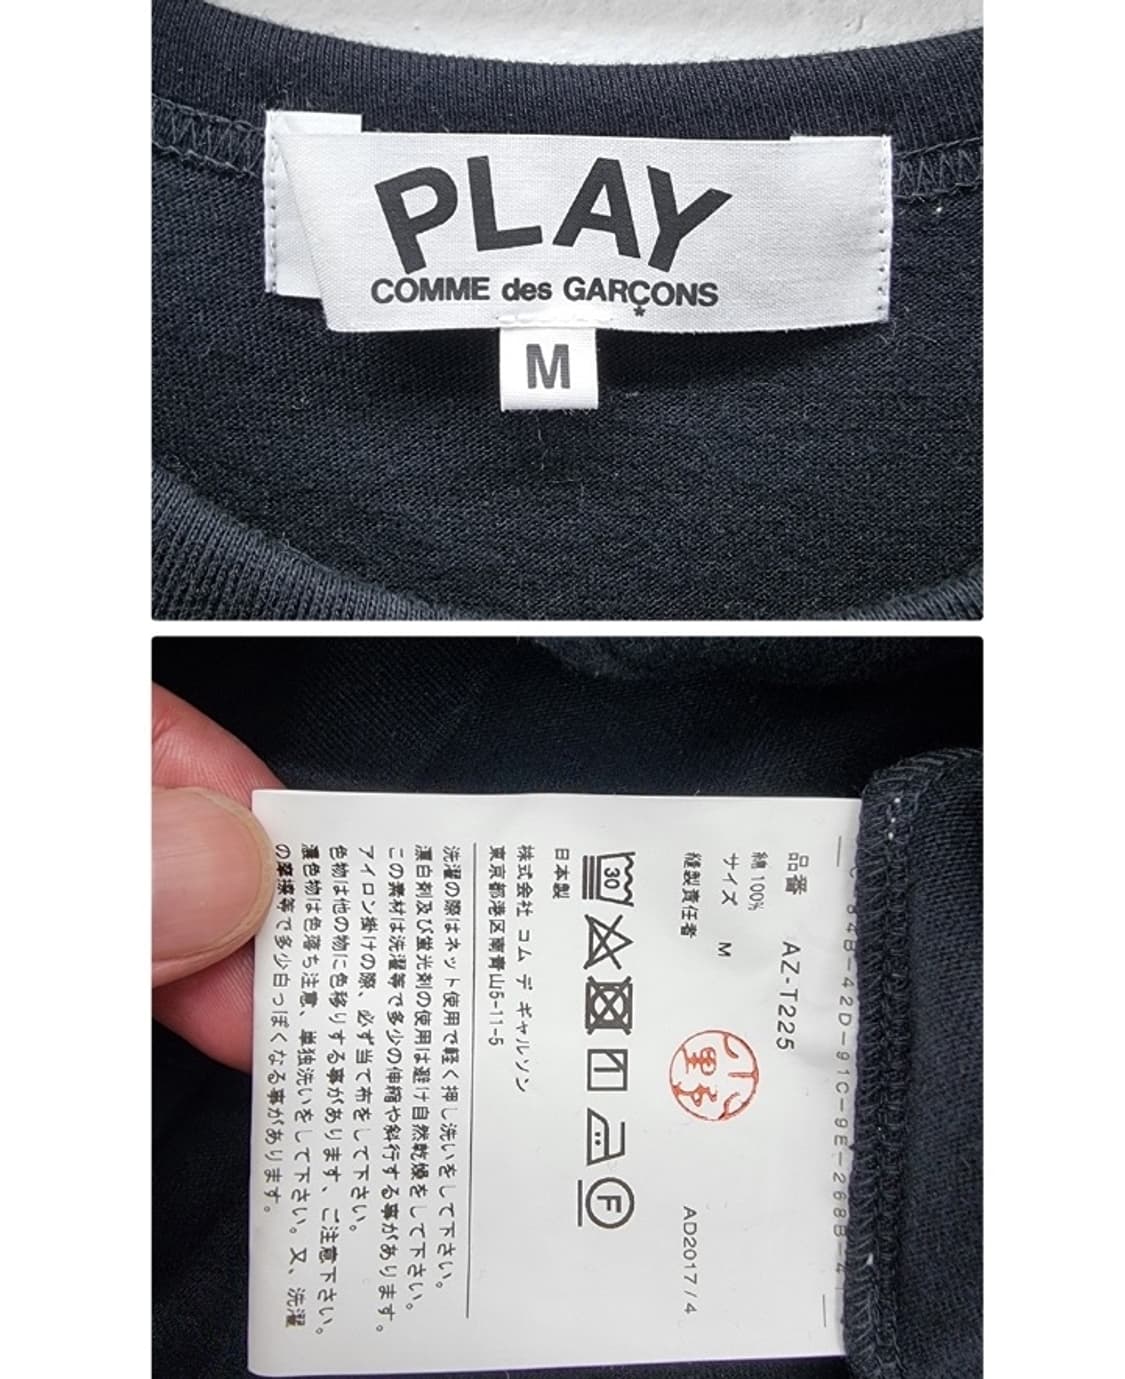 PLAY
COMME des GARÇONS
M
品番 AZ-T225
綿 100%
サイズ M
縫製責任者 AD2017/4
30
F
日本製
株式会社 コム デ ギャルソン
東京都港区南青山5-11-5
洗濯の際はネット使用で軽く押し洗いをして下さい。
漂白剤及び蛍光剤の使用は避け自然乾燥をして下さい。
この素材は洗濯等で多少の伸縮や斜行する事があります。
アイロン掛けの際、必ず当て布をして下さい。
色物は他の物に色移りする事があります、ご注意下さい。
濃色物は色落ち注意、単独洗いをして下さい。又、洗濯
の摩擦等で多少白っぽくなる事があります。